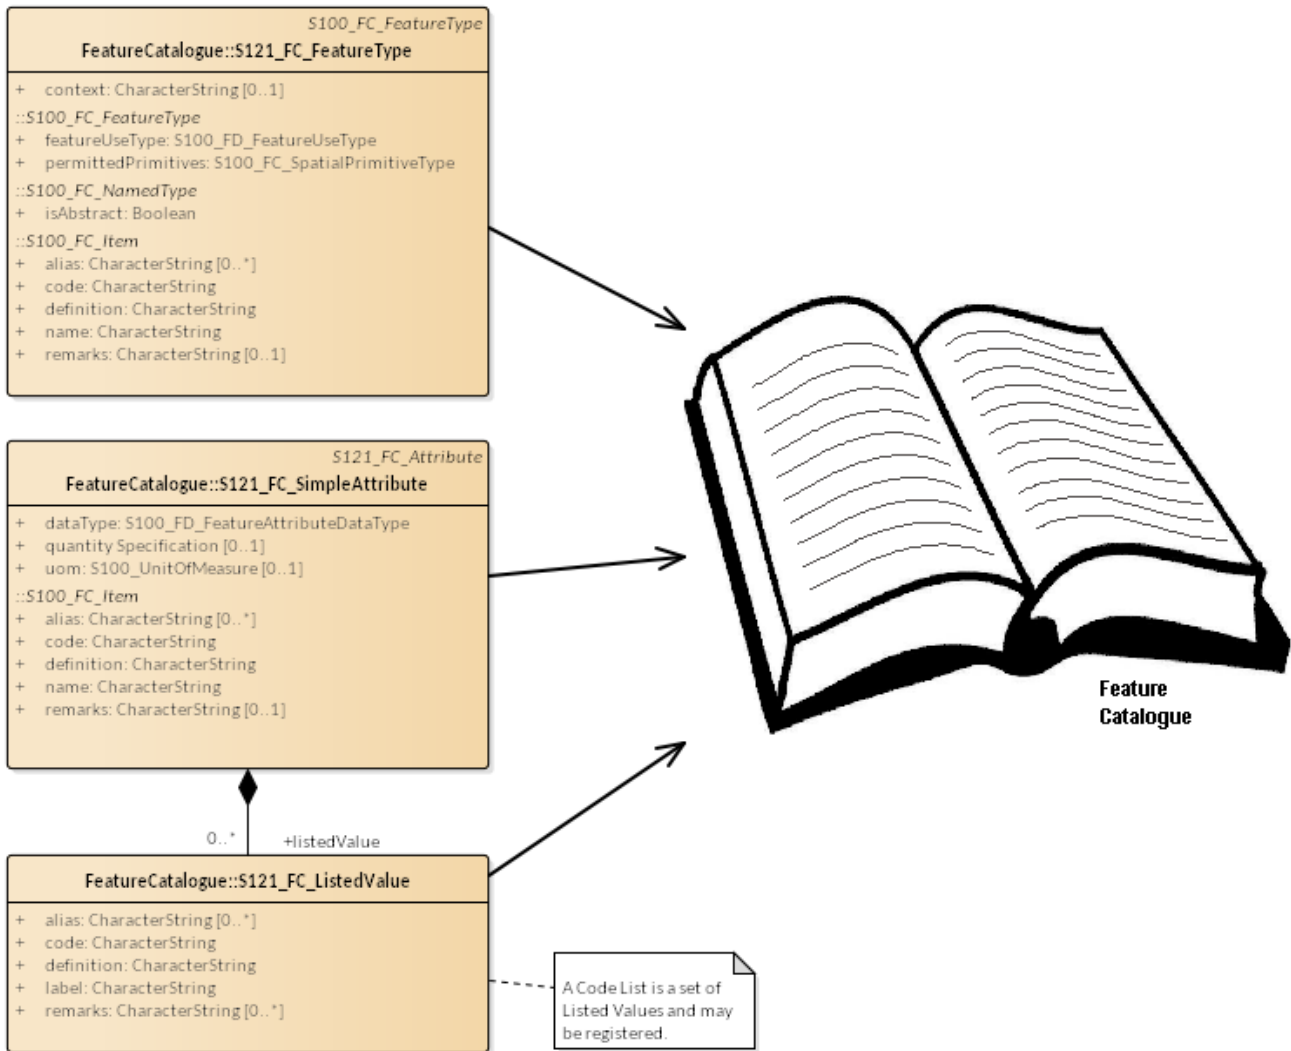 S100_FC_FeatureType
FeatureCatalogue::S121_FC_FeatureType
+ context: CharacterString [0..1]
::S100_FC_FeatureType
+ featureUseType: S100_FD_FeatureUseType
+ permittedPrimitives: S100_FC_SpatialPrimitiveType
::S100_FC_NamedType
+ isAbstract: Boolean
::S100_FC_Item
+ alias: CharacterString [0..*]
+ code: CharacterString
+ definition: CharacterString
+ name: CharacterString
+ remarks: CharacterString [0..1]
S121_FC_Attribute
FeatureCatalogue::S121_FC_SimpleAttribute
+ dataType: S100_FD_FeatureAttributeDataType
+ quantity Specification [0..1]
+ uom: S100_UnitOfMeasure [0..1]
::S100_FC_Item
+ alias: CharacterString [0..*]
+ code: CharacterString
+ definition: CharacterString
+ name: CharacterString
+ remarks: CharacterString [0..1]
0..* +listedValue
FeatureCatalogue::S121_FC_ListedValue
+ alias: CharacterString [0..*]
+ code: CharacterString
+ definition: CharacterString
+ label: CharacterString
+ remarks: CharacterString [0..*]
A Code List is a set of
Listed Values and may
be registered.
Feature
Catalogue